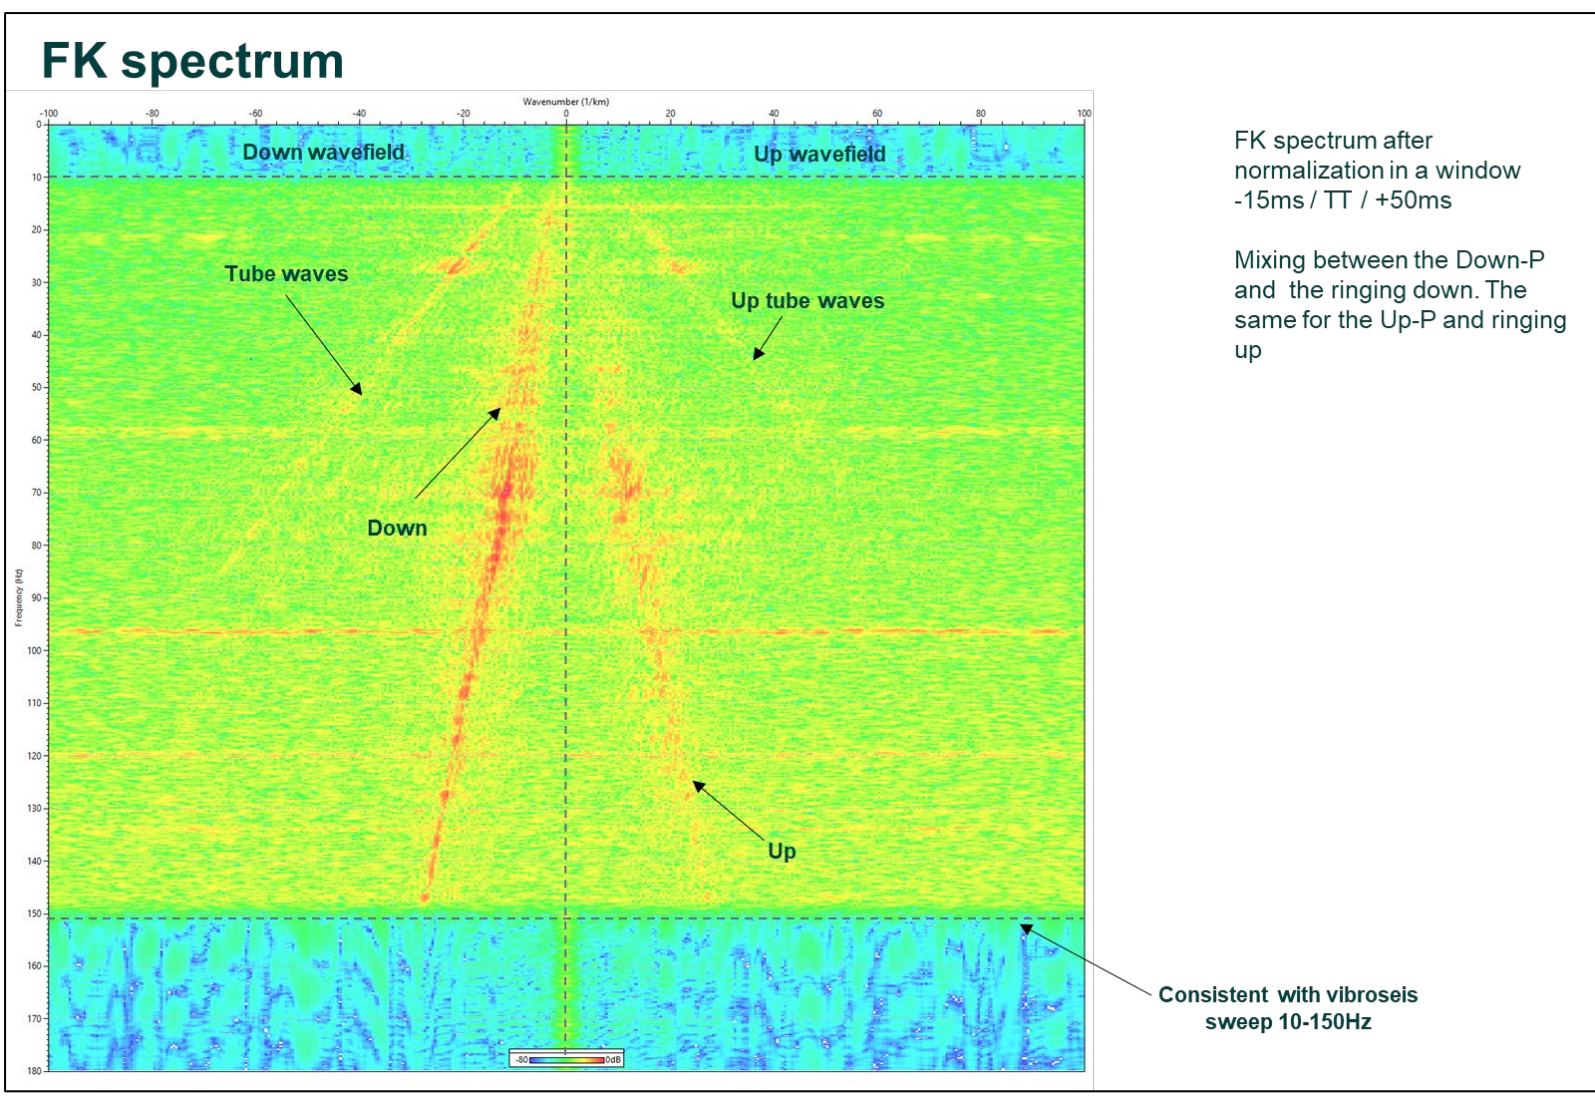 FK spectrum
Wavenumber (1/km)
-100 -80 -60 -40 -20 0 20 40 60 80 100
0
10
20
30
40
50
60
70
80
90
100
110
120
130
140
150
160
170
180
Frequency (Hz)
Down wavefield
Up wavefield
Tube waves
Up tube waves
Down
Up
-80 0dB
FK spectrum after
normalization in a window
-15ms / TT / +50ms
Mixing between the Down-P
and the ringing down. The
same for the Up-P and ringing
up
Consistent with vibroseis
sweep 10-150Hz